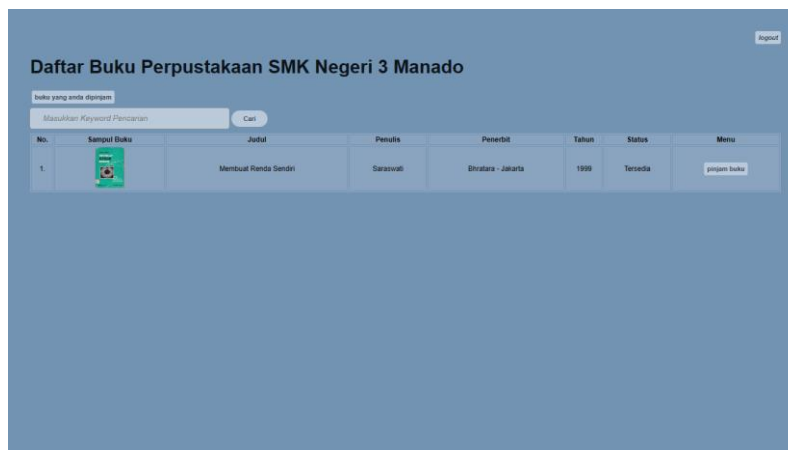 logout
Daftar Buku Perpustakaan SMK Negeri 3 Manado
buku yang anda dipinjam
Masukkan Keyword Pencarian Cari
No. Sampul Buku Judul Penulis Penerbit Tahun Status Menu
1. Membuat Renda Sendiri Saraswati Bhratara - Jakarta 1999 Tersedia pinjam buku